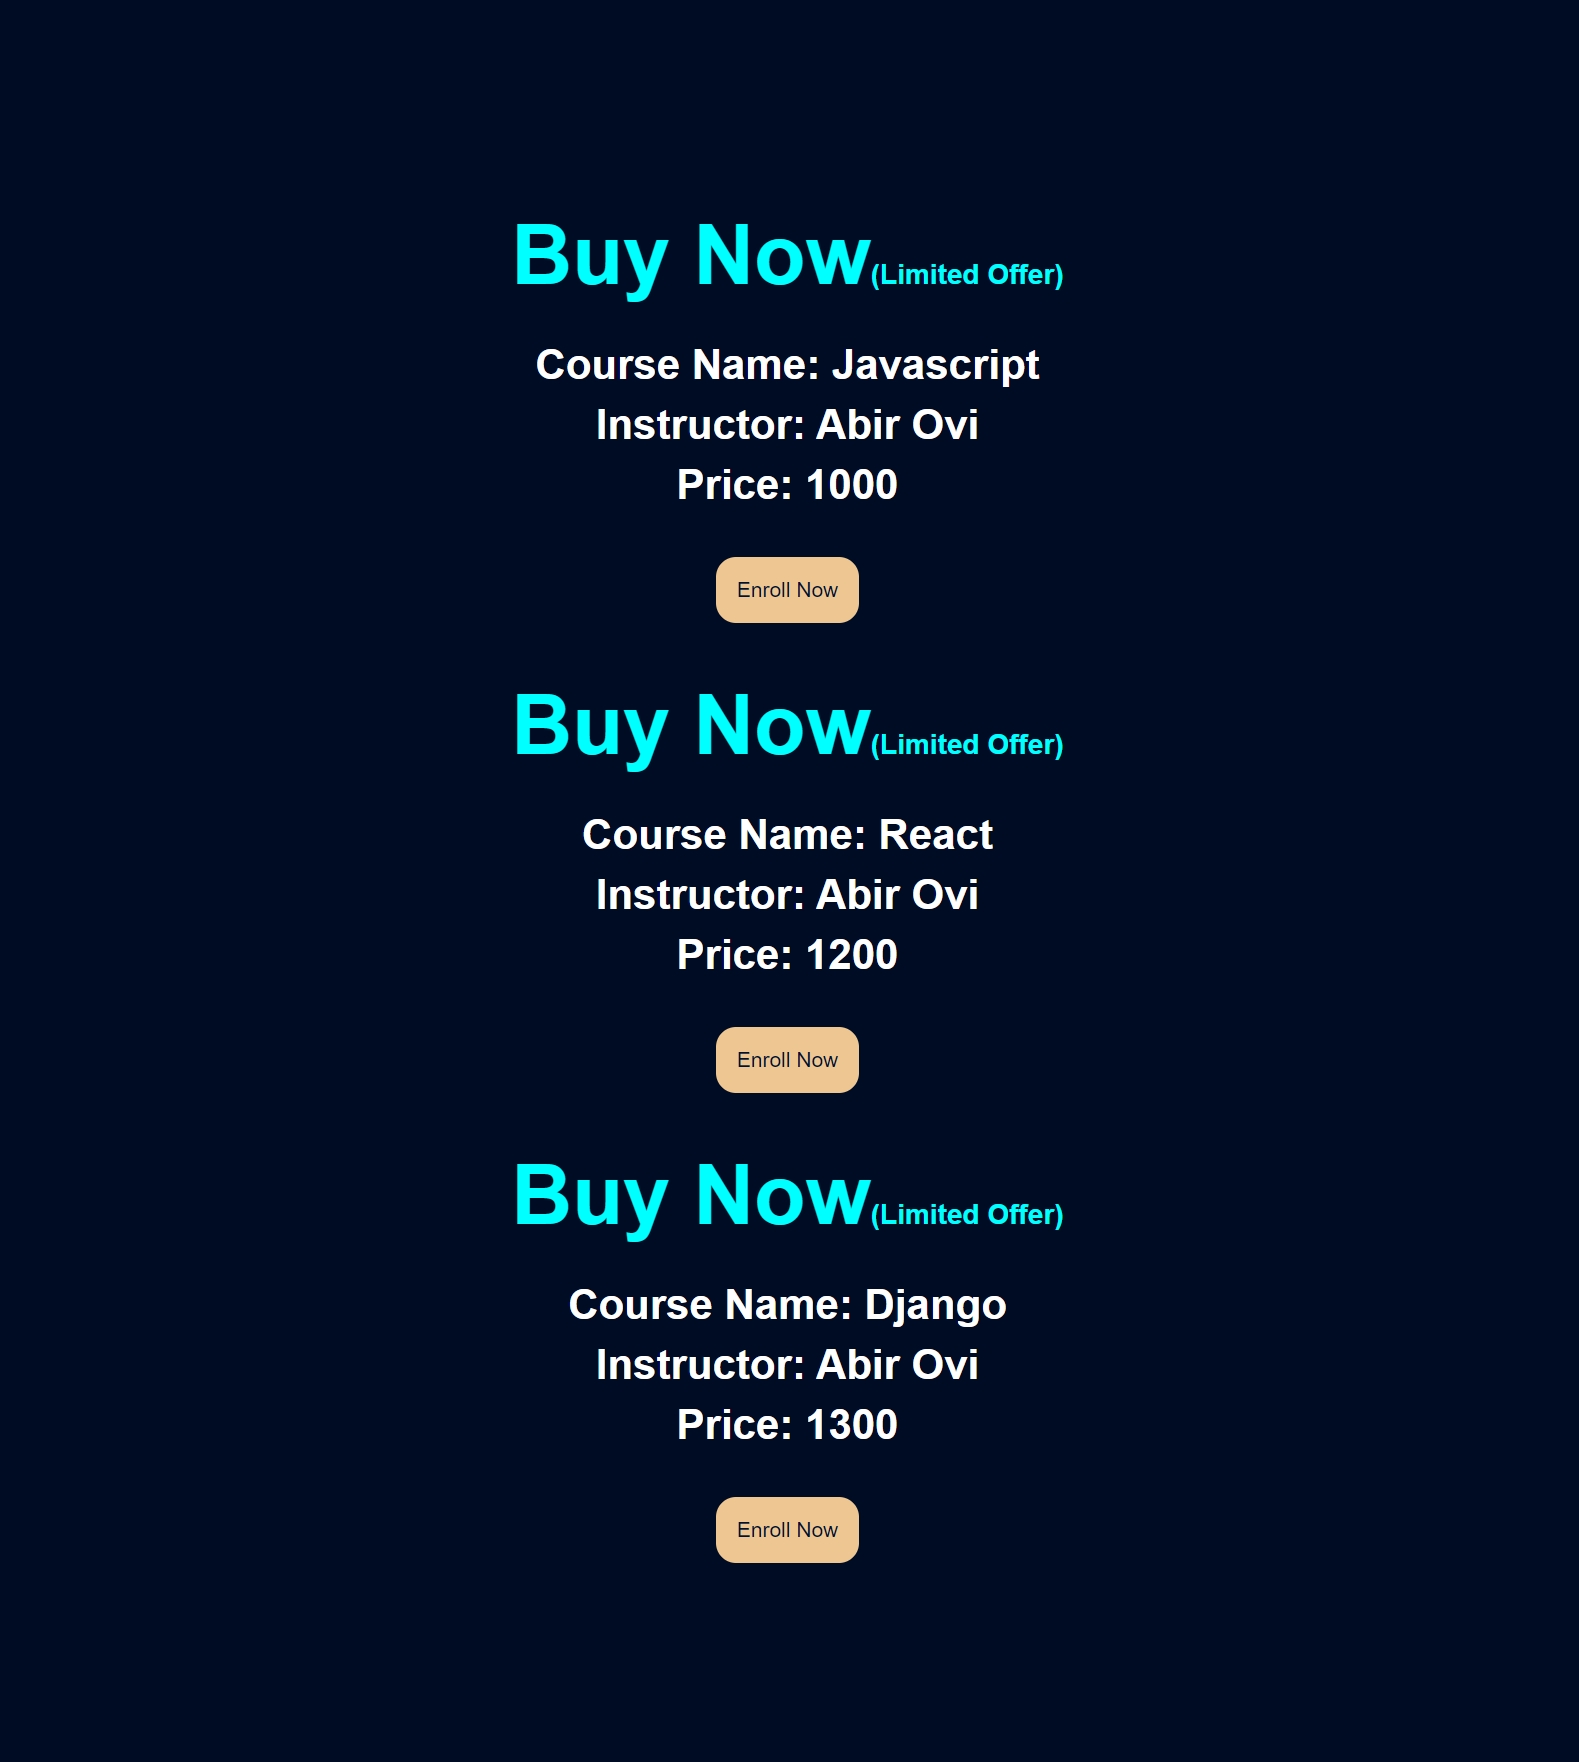 Buy Now(Limited Offer)
Course Name: Javascript
Instructor: Abir Ovi
Price: 1000
Enroll Now
Buy Now(Limited Offer)
Course Name: React
Instructor: Abir Ovi
Price: 1200
Enroll Now
Buy Now(Limited Offer)
Course Name: Django
Instructor: Abir Ovi
Price: 1300
Enroll Now